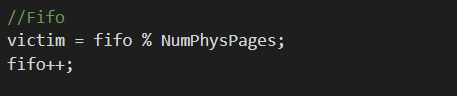 //Fifo
victim = fifo % NumPhysPages;
fifo++;